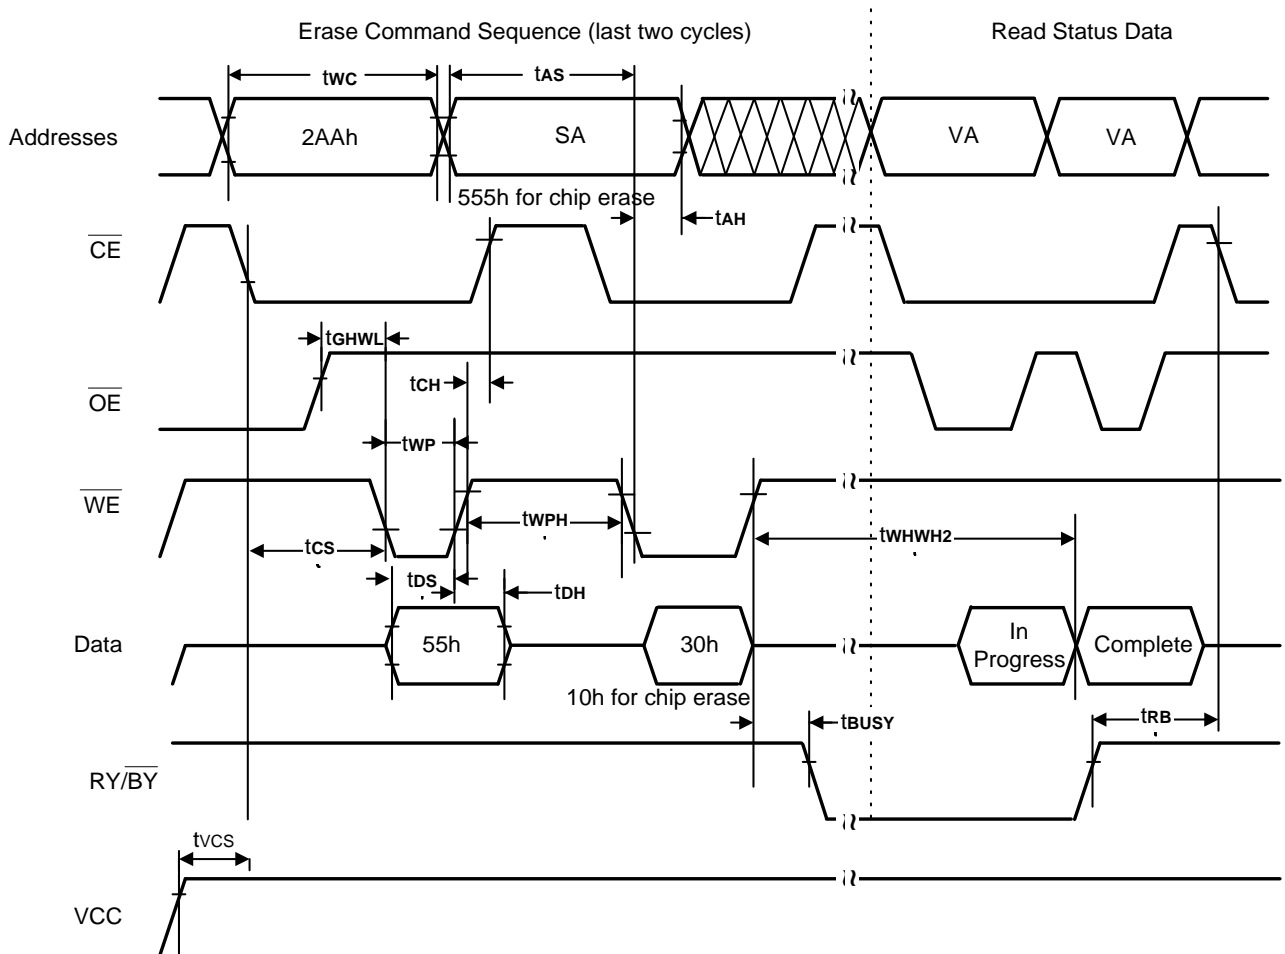 Erase Command Sequence (last two cycles) Read Status Data
tWC tAS
Addresses 2AAh SA VA VA
555h for chip erase
tAH
CE
tGHWL
tCH
OE
tWP
WE
tWPH
tCS tWHWH2
tDS
tDH
Data 55h 30h In Progress Complete
10h for chip erase
tBUSY tRB
RY/BY
tVCS
VCC